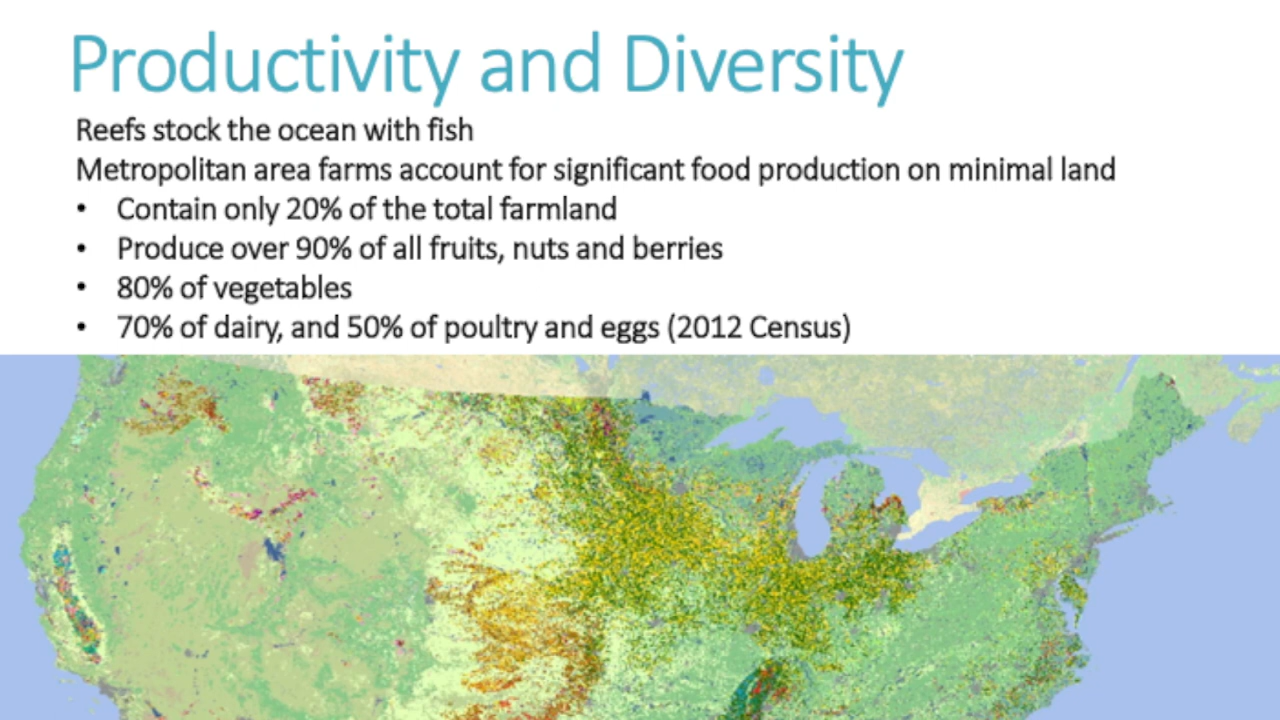 Productivity and Diversity
Reefs stock the ocean with fish
Metropolitan area farms account for significant food production on minimal land
• Contain only 20% of the total farmland
• Produce over 90% of all fruits, nuts and berries
• 80% of vegetables
• 70% of dairy, and 50% of poultry and eggs (2012 Census)